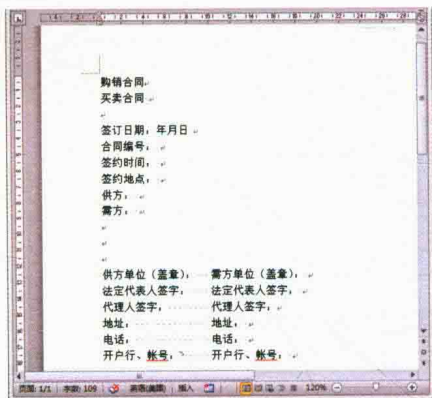 购销合同
买卖合同
签订日期：年月日
合同编号：
签约时间：
签约地点：
供方：
需方：
供方单位（盖章）： 需方单位（盖章）：
法定代表人签字： 法定代表人签字：
代理人签字： 代理人签字：
地址： 地址：
电话： 电话：
开户行、帐号： 开户行、帐号：
页面: 1/1 字数: 109 英语(美国) 插入 120%